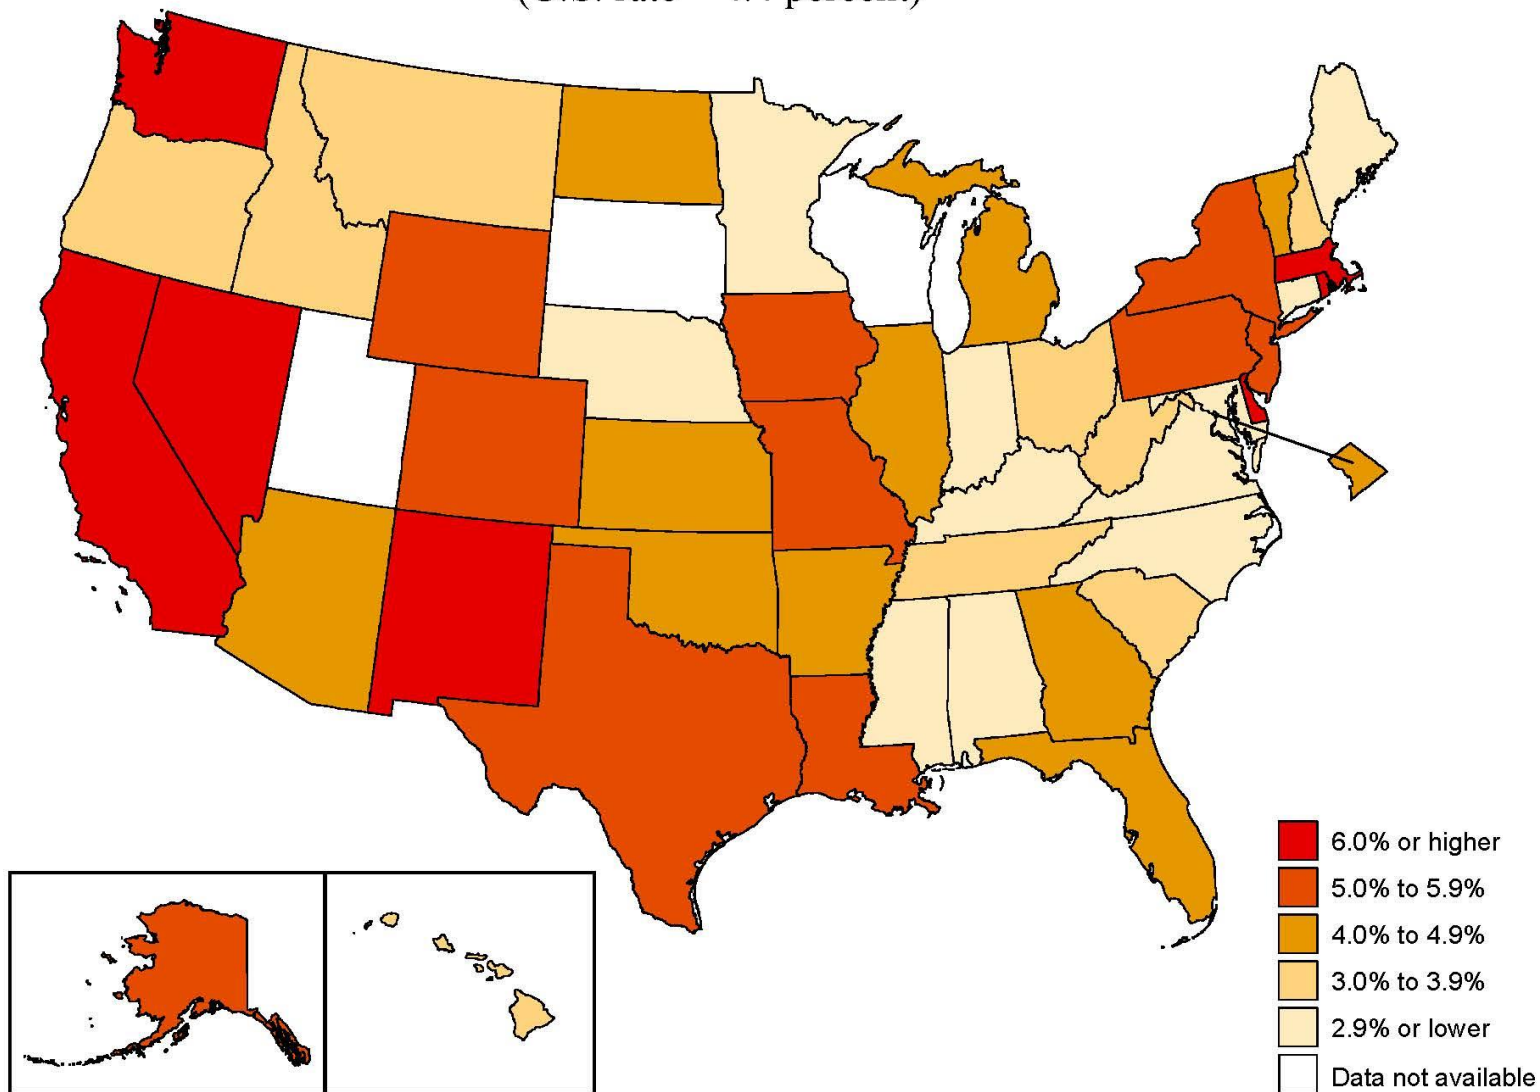 percent)
6.0% or higher
5.0% to 5.9%
4.0% to 4.9%
3.0% to 3.9%
2.9% or lower
Data not available